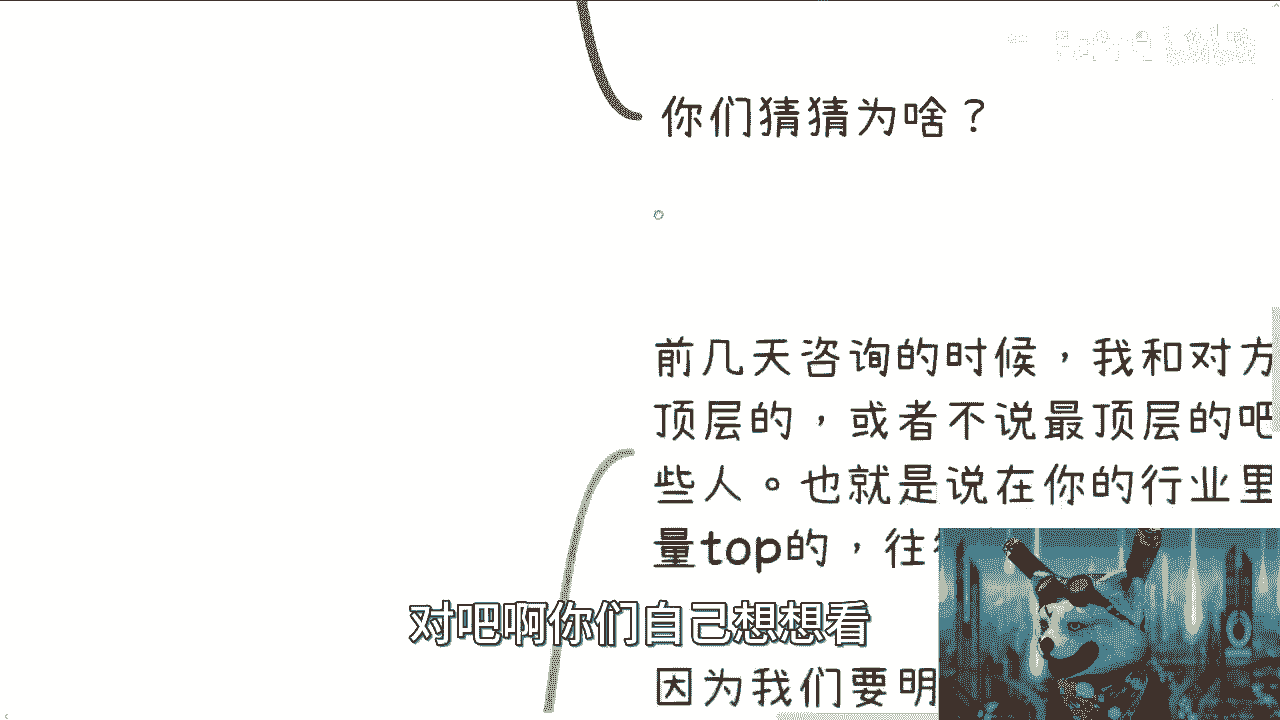 你们猜猜为啥？
前几天咨询的时候，我和对方
顶层的，或者不说最顶层的吧
些人。也就是说在你的行业里
量top的，往
对吧啊你们自己想想看
因为我们要明